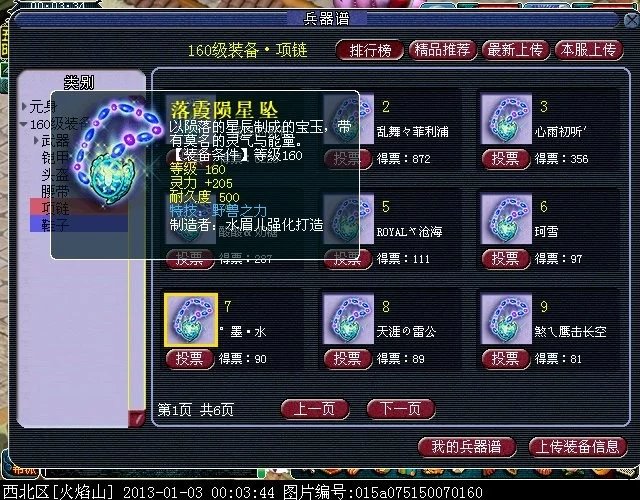 兵器谱
160级装备·项链
排行榜
精品推荐
最新上传
本服上传
类别
元身
160级装备
武器
铠甲
头盔
腰带
项链
鞋子
落霞陨星坠
以陨落的星辰制成的宝玉，带
有莫名的灵气与能量。
【装备条件】等级160
等级 160
灵力 +205
耐久度 500
特技：野兽之力
制造者：水眉儿强化打造
2
乱舞々菲利浦
投票 得票：872
3
心雨初听′
投票 得票：356
投票 得票：287
5
ROYALヾ沧海
投票 得票：111
6
珂雪
投票 得票：97
7
°墨·水
投票 得票：90
8
天涯の雷公
投票 得票：89
9
煞乀鹰击长空
投票 得票：81
第1页 共6页
上一页
下一页
我的兵器谱
上传装备信息
西北区[火焰山] 2013-01-03 00:03:44 图片编号:015a075150070160